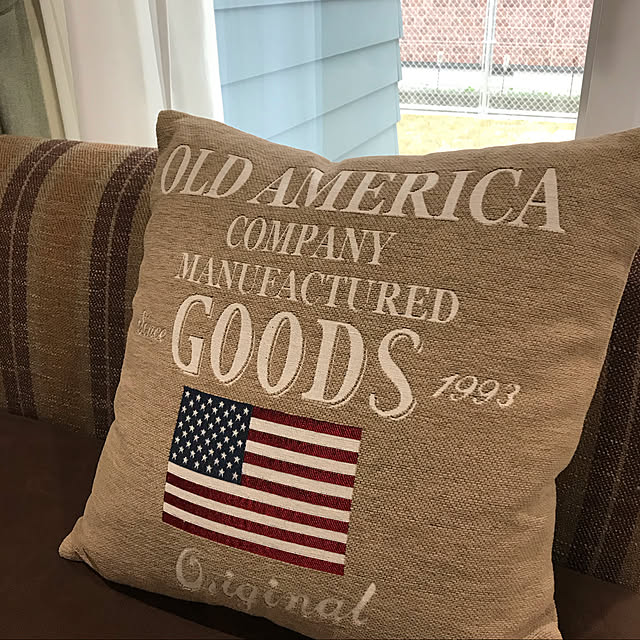 OLD AMERICA
COMPANY
MANUFACTURED
Since GOODS 1993
Original